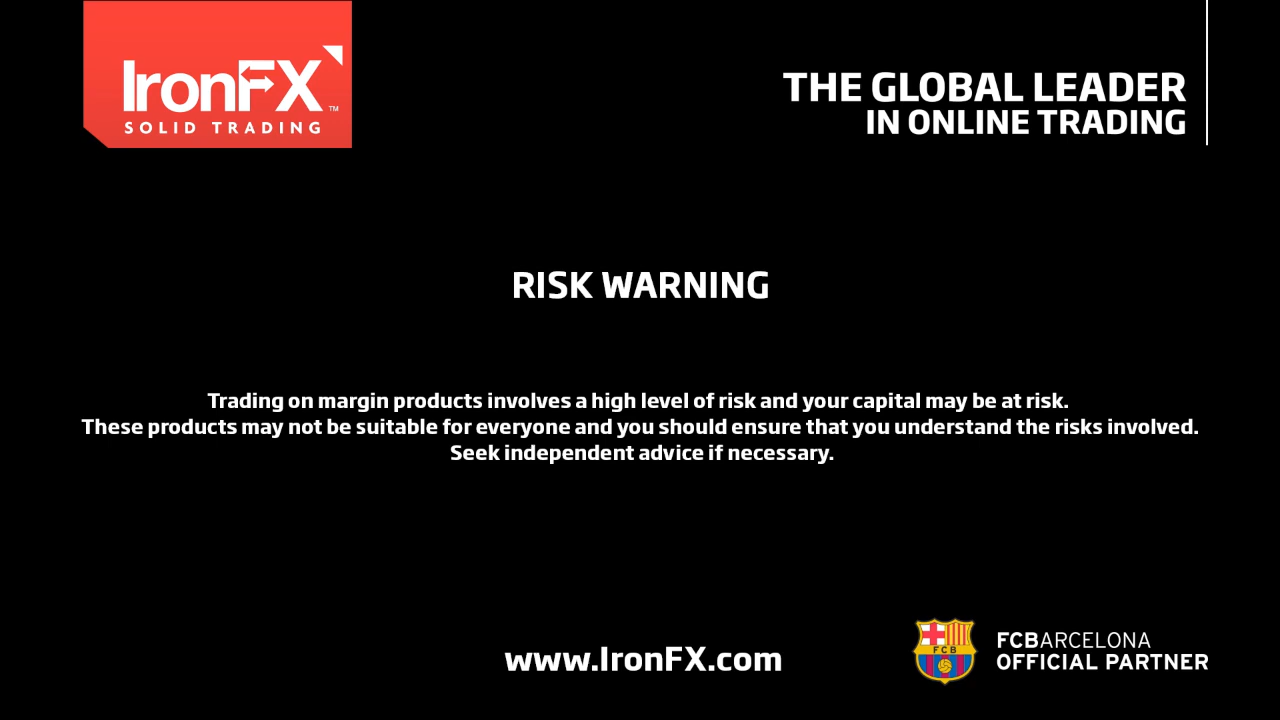 IronFX
™
SOLID TRADING
THE GLOBAL LEADER
IN ONLINE TRADING
RISK WARNING
Trading on margin products involves a high level of risk and your capital may be at risk.
These products may not be suitable for everyone and you should ensure that you understand the risks involved.
Seek independent advice if necessary.
www.IronFX.com
FCB
FCBARCELONA
OFFICIAL PARTNER